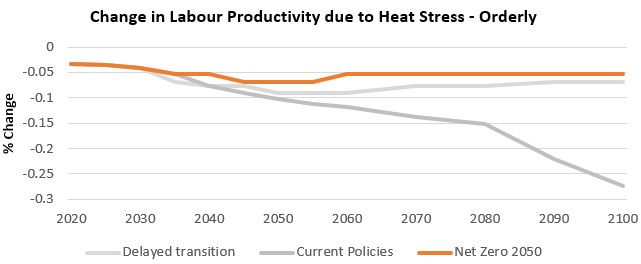 Change in Labour Productivity due to Heat Stress - Orderly
% Change
0
-0.05
-0.1
-0.15
-0.2
-0.25
-0.3
2020 2030 2040 2050 2060 2070 2080 2090 2100
Delayed transition Current Policies Net Zero 2050